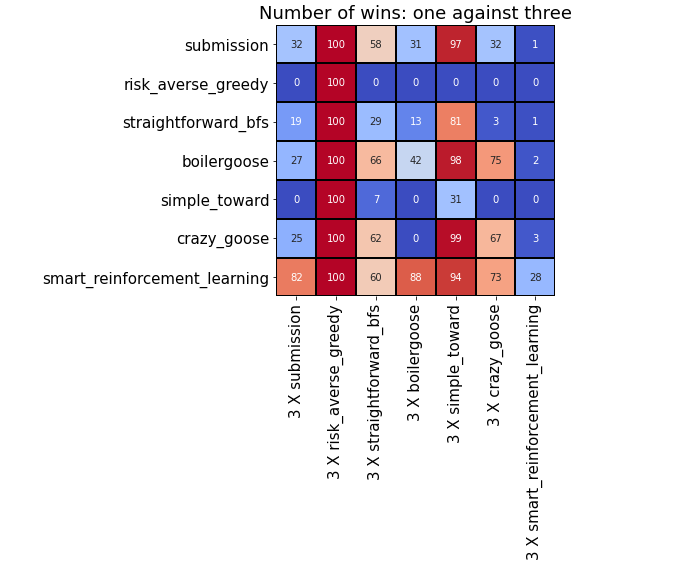 Number of wins: one against three
submission 32 100 58 31 97 32 1
risk_averse_greedy 0 100 0 0 0 0 0
straightforward_bfs 19 100 29 13 81 3 1
boilergoose 27 100 66 42 98 75 2
simple_toward 0 100 7 0 31 0 0
crazy_goose 25 100 62 0 99 67 3
smart_reinforcement_learning 82 100 60 88 94 73 28
3 X submission
3 X risk_averse_greedy
3 X straightforward_bfs
3 X boilergoose
3 X simple_toward
3 X crazy_goose
3 X smart_reinforcement_learning